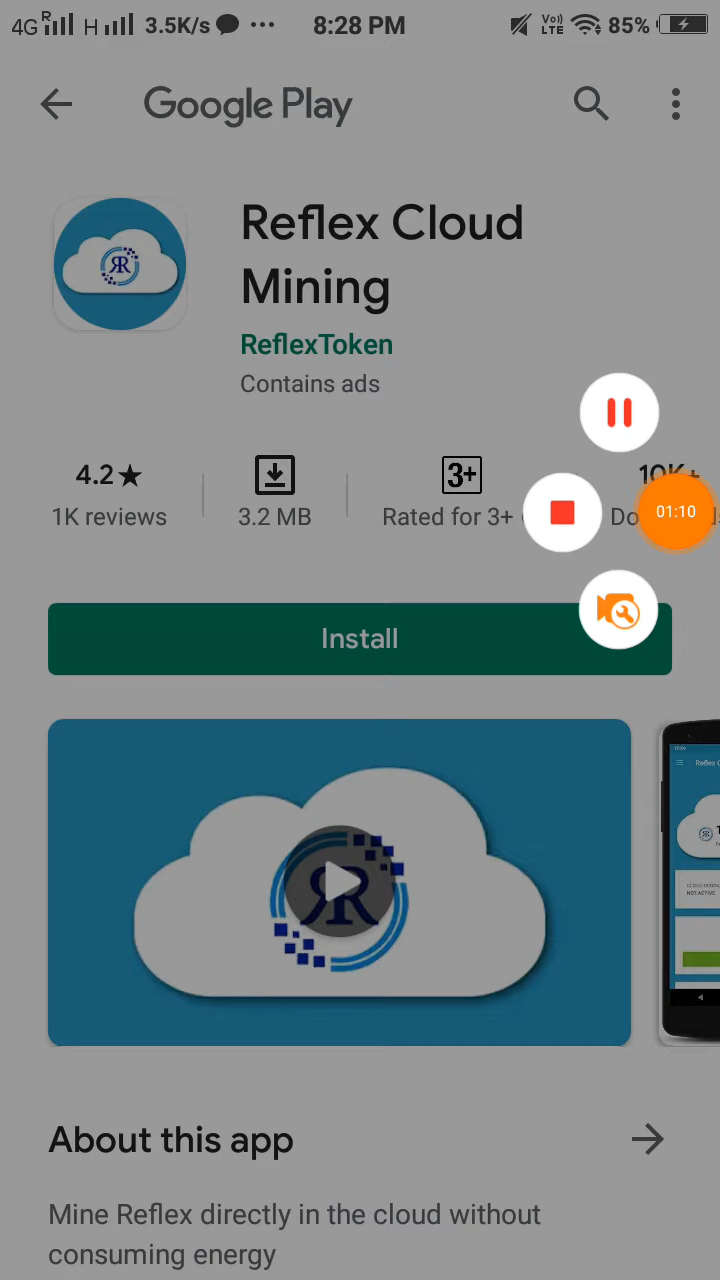 4G R H 3.5K/s 8:28 PM Vo) LTE 85%
Google Play
Reflex Cloud
Mining
ReflexToken
Contains ads
4.2★ 3+ 10K+
1K reviews 3.2 MB Rated for 3+
01:10
Install
About this app
Mine Reflex directly in the cloud without
consuming energy